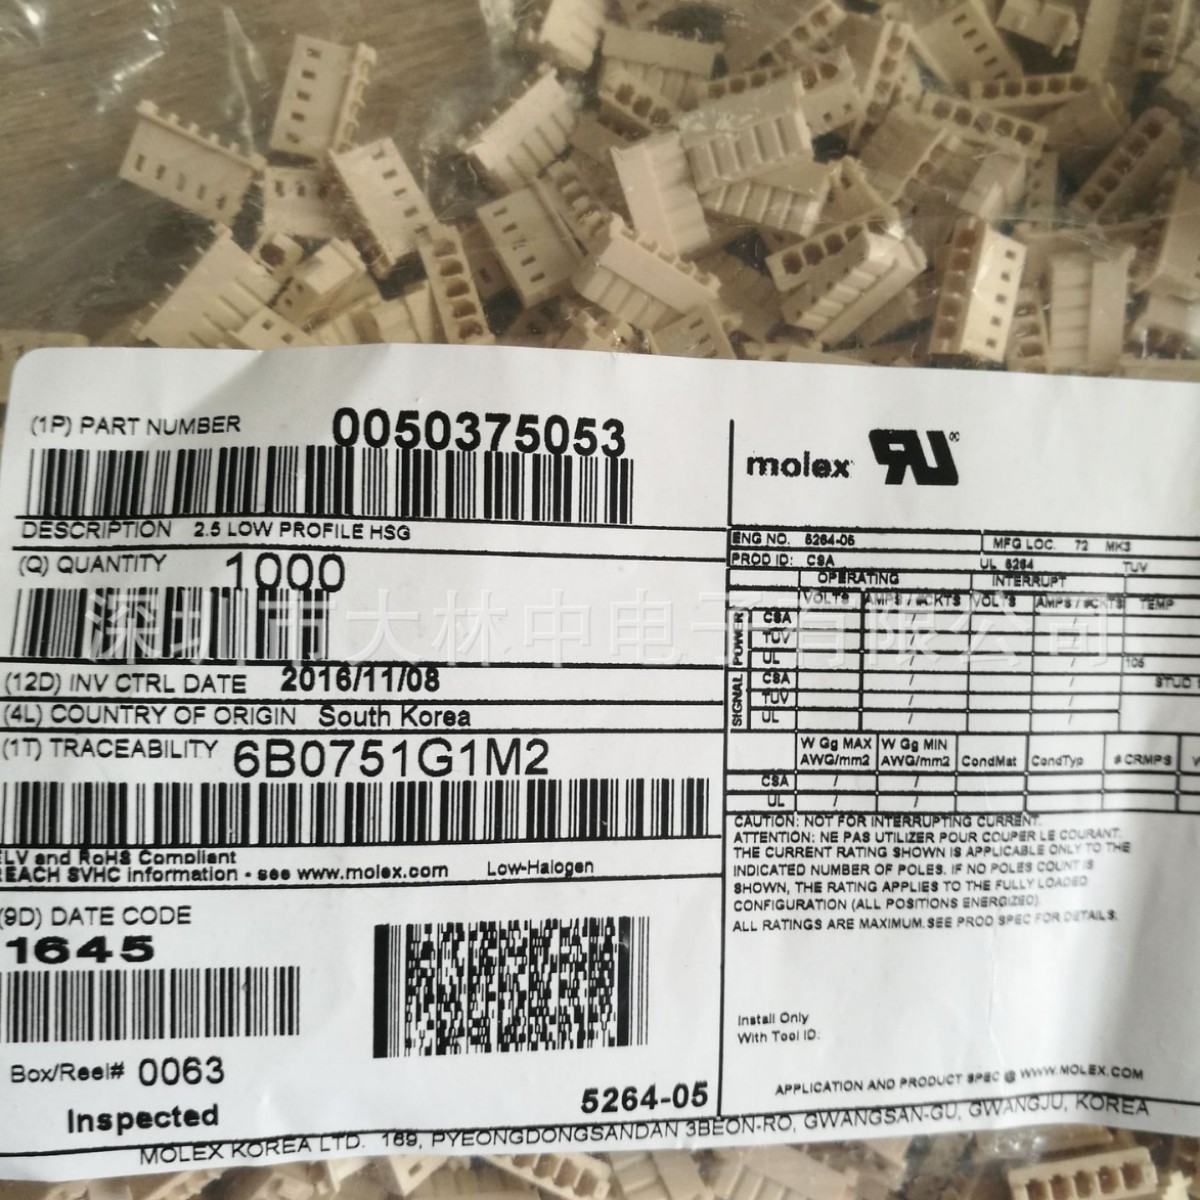 (1P) PART NUMBER 0050375053
DESCRIPTION 2.5 LOW PROFILE HSG
(Q) QUANTITY 1000
(12D) INV CTRL DATE 2016/11/08
(4L) COUNTRY OF ORIGIN South Korea
(1T) TRACEABILITY 6B0751G1M2
ELV and RoHS Compliant
REACH SVHC information - see www.molex.com Low-Halogen
(9D) DATE CODE
1645
Box/Reel# 0063
Inspected
5264-05
molex
ENG NO. 5264-05 MFG LOC. 72 MK3
PROD ID: CSA UL 5264 TUV
OPERATING INTERRUPT
VOLTS AMPS / #CKTS VOLTS AMPS / #CKTS TEMP
POWER
CSA / /
TUV / /
UL / / 105
SIGNAL
CSA / / STUD
TUV / /
UL / /
W Gg MAX W Gg MIN
AWG/mm2 AWG/mm2 CondMat CondTyp # CRMPS
CSA / /
UL / /
CAUTION: NOT FOR INTERRUPTING CURRENT.
ATTENTION: NE PAS UTILIZER POUR COUPER LE COURANT.
THE CURRENT RATING SHOWN IS APPLICABLE ONLY TO THE
INDICATED NUMBER OF POLES. IF NO POLES COUNT IS
SHOWN, THE RATING APPLIES TO THE FULLY LOADED
CONFIGURATION (ALL POSITIONS ENERGIZED).
ALL RATINGS ARE MAXIMUM. SEE PROD SPEC FOR DETAILS.
Install Only
With Tool ID:
APPLICATION AND PRODUCT SPEC @ WWW.MOLEX.COM
MOLEX KOREA LTD. 169, PYEONGDONGSANDAN 3BEON-RO, GWANGSAN-GU, GWANGJU, KOREA
深圳市大林中电子有限公司